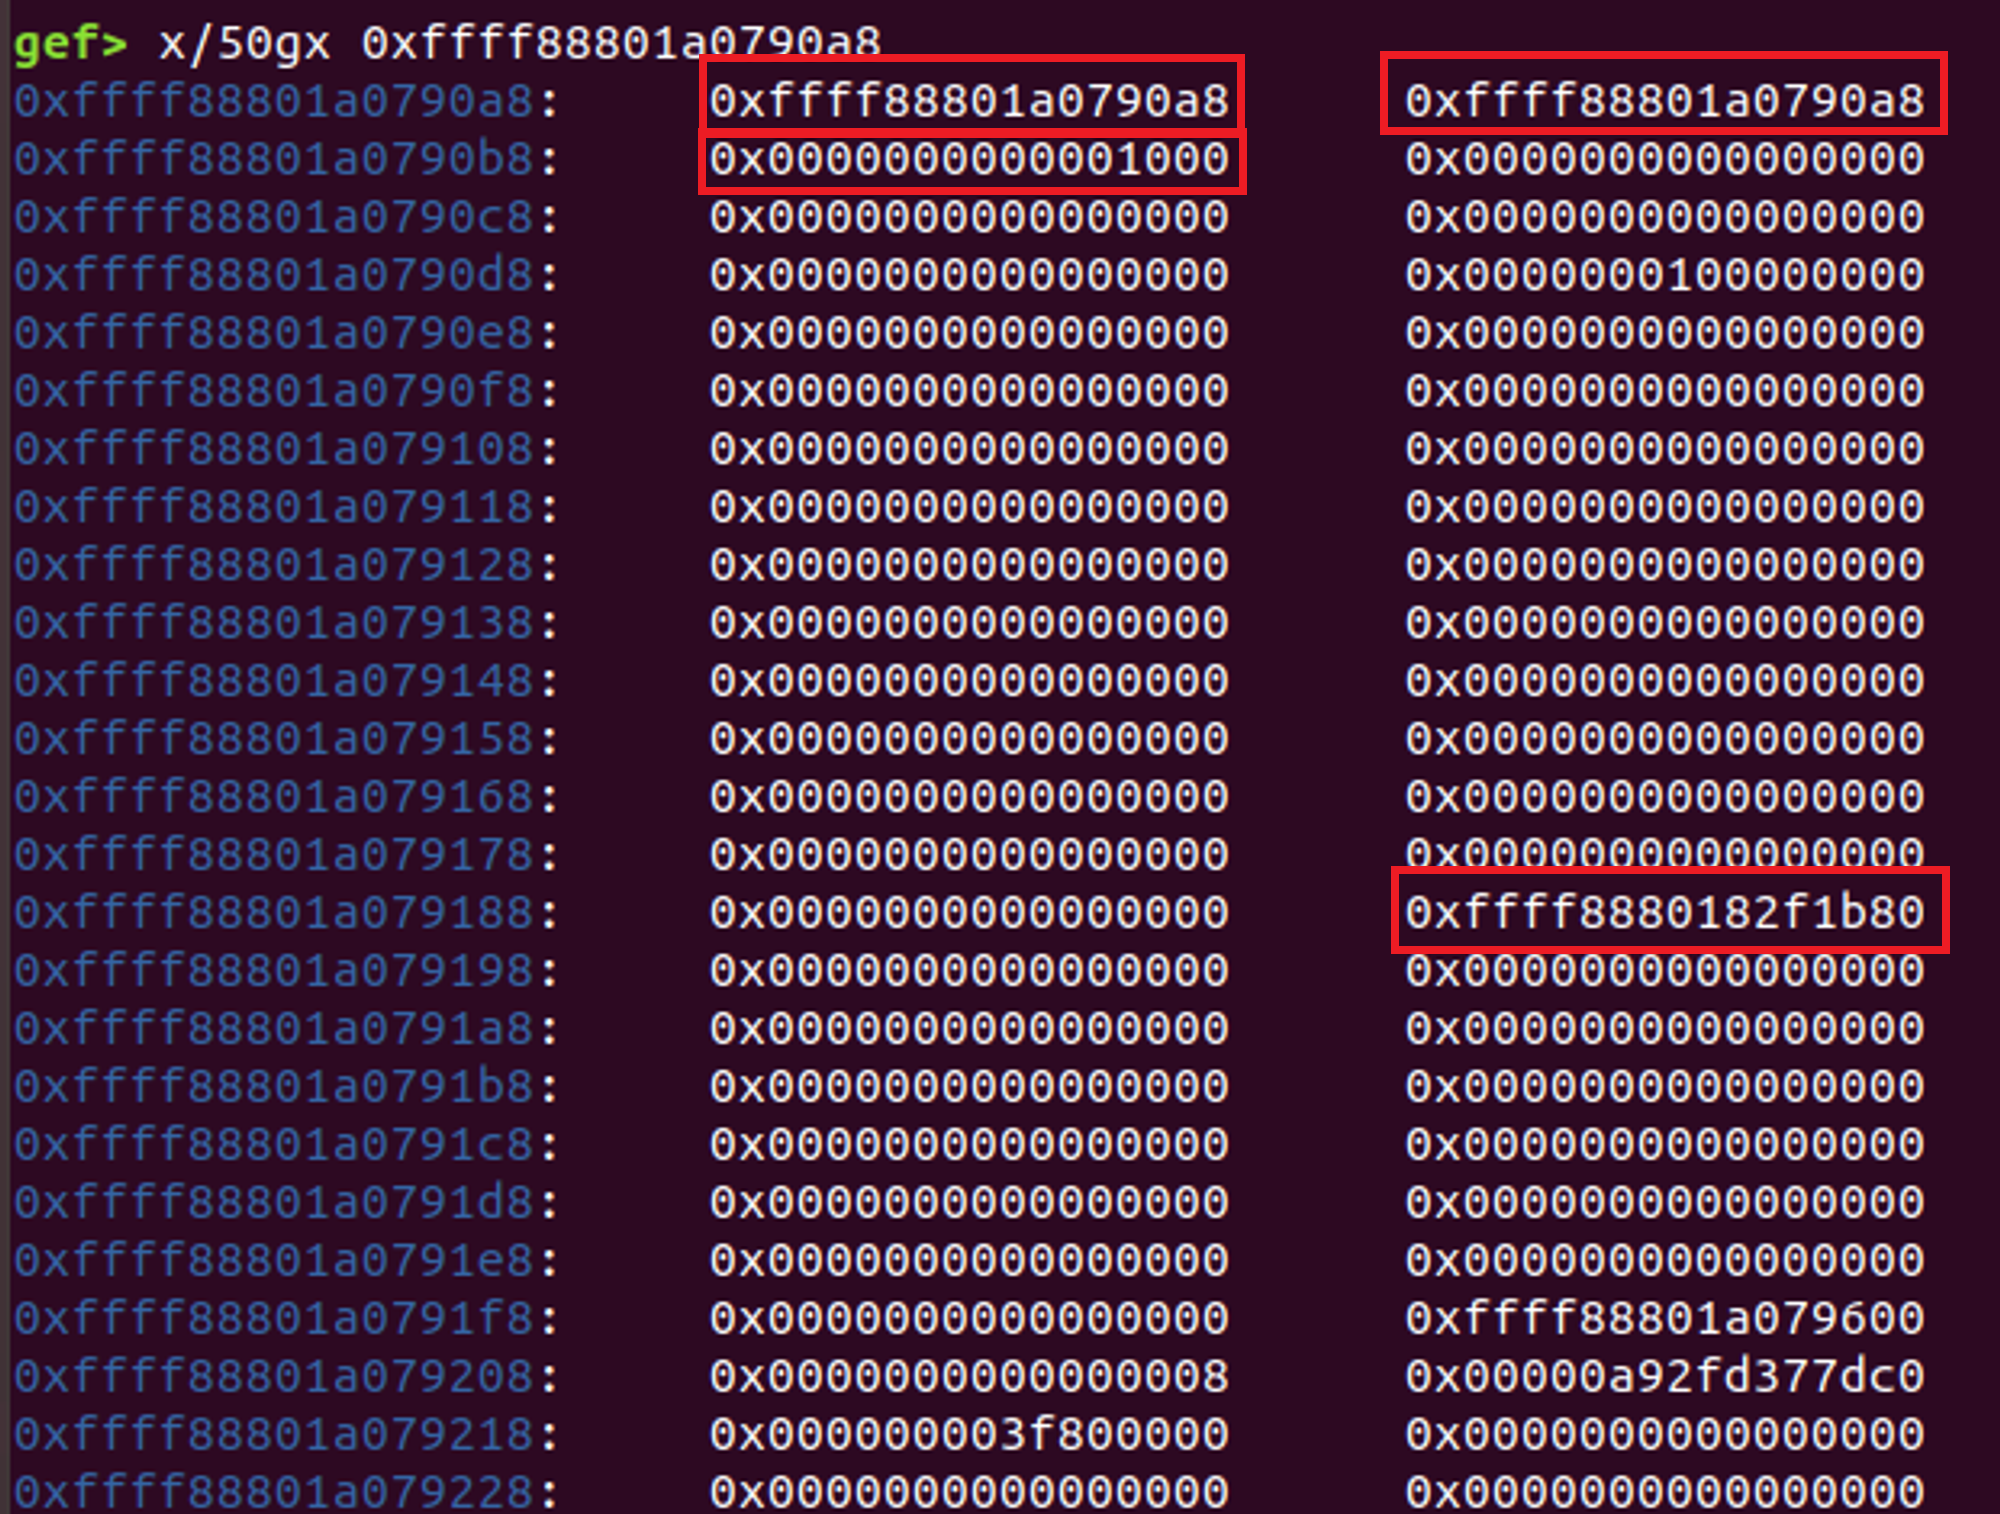 gef> x/50gx 0xffff88801a0790a8
0xffff88801a0790a8: 0xffff88801a0790a8 0xffff88801a0790a8
0xffff88801a0790b8: 0x0000000000001000 0x0000000000000000
0xffff88801a0790c8: 0x0000000000000000 0x0000000000000000
0xffff88801a0790d8: 0x0000000000000000 0x0000000100000000
0xffff88801a0790e8: 0x0000000000000000 0x0000000000000000
0xffff88801a0790f8: 0x0000000000000000 0x0000000000000000
0xffff88801a079108: 0x0000000000000000 0x0000000000000000
0xffff88801a079118: 0x0000000000000000 0x0000000000000000
0xffff88801a079128: 0x0000000000000000 0x0000000000000000
0xffff88801a079138: 0x0000000000000000 0x0000000000000000
0xffff88801a079148: 0x0000000000000000 0x0000000000000000
0xffff88801a079158: 0x0000000000000000 0x0000000000000000
0xffff88801a079168: 0x0000000000000000 0x0000000000000000
0xffff88801a079178: 0x0000000000000000 0x0000000000000000
0xffff88801a079188: 0x0000000000000000 0xffff8880182f1b80
0xffff88801a079198: 0x0000000000000000 0x0000000000000000
0xffff88801a0791a8: 0x0000000000000000 0x0000000000000000
0xffff88801a0791b8: 0x0000000000000000 0x0000000000000000
0xffff88801a0791c8: 0x0000000000000000 0x0000000000000000
0xffff88801a0791d8: 0x0000000000000000 0x0000000000000000
0xffff88801a0791e8: 0x0000000000000000 0x0000000000000000
0xffff88801a0791f8: 0x0000000000000000 0xffff88801a079600
0xffff88801a079208: 0x0000000000000008 0x00000a92fd377dc0
0xffff88801a079218: 0x000000003f800000 0x0000000000000000
0xffff88801a079228: 0x0000000000000000 0x0000000000000000